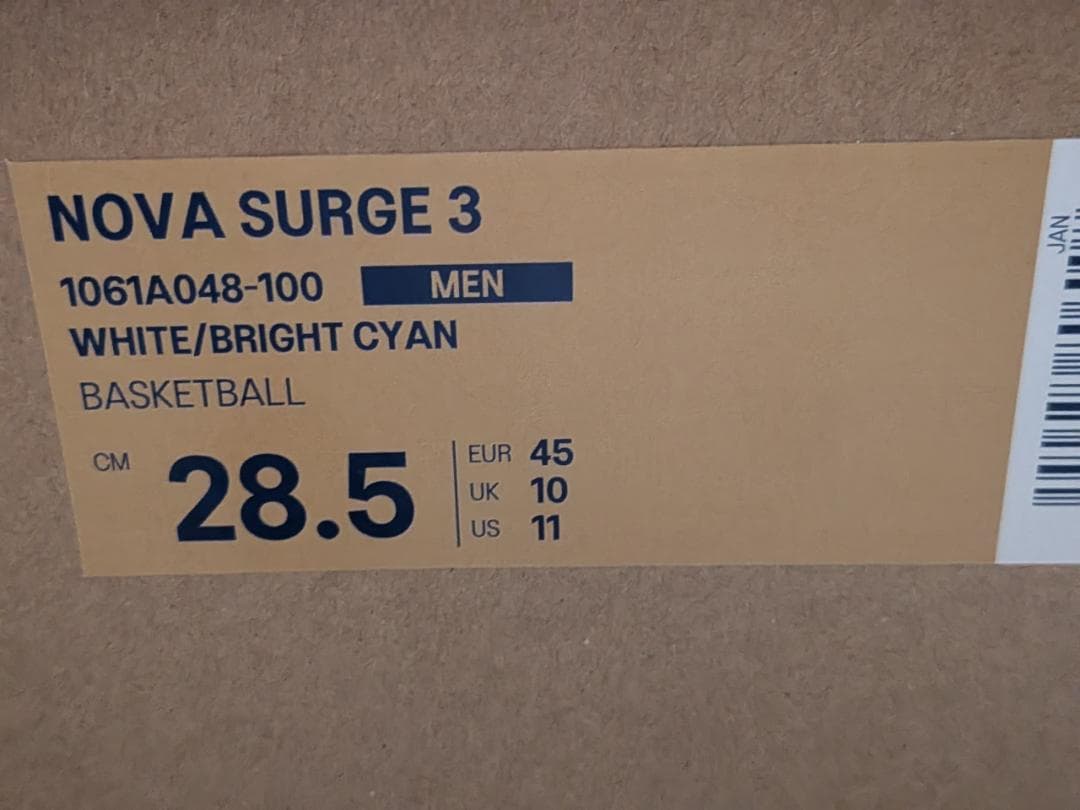 NOVA SURGE 3
1061A048-100 MEN
WHITE/BRIGHT CYAN
BASKETBALL
CM 28.5
EUR 45
UK 10
US 11
JAN